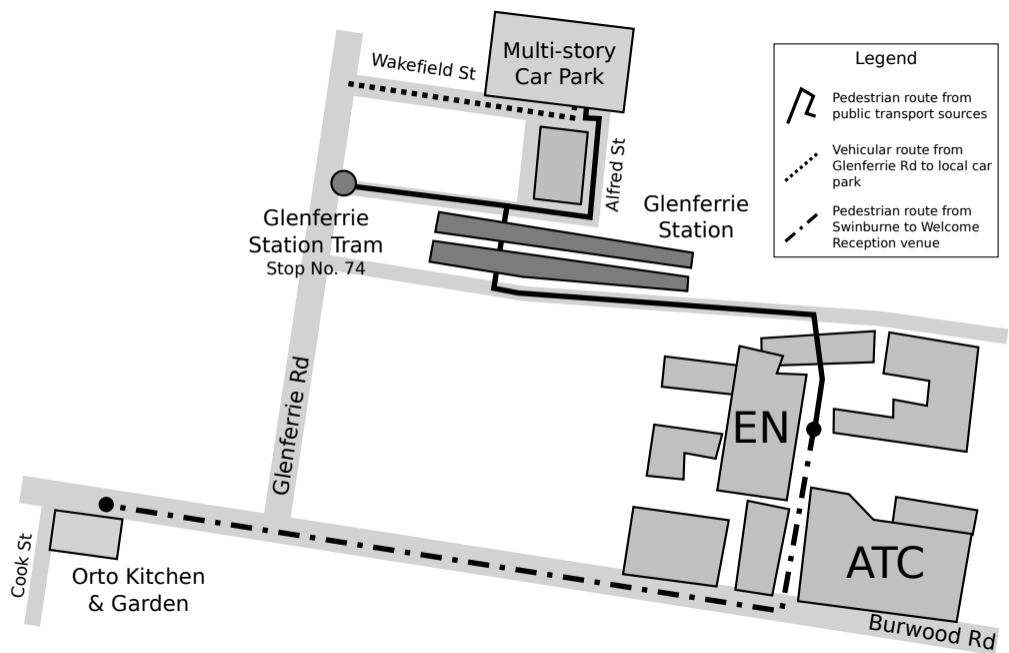 Multi-story
Car Park
Wakefield St
Alfred St
Glenferrie
Station Tram
Stop No. 74
Glenferrie
Station
Legend
Pedestrian route from
public transport sources
Vehicular route from
Glenferrie Rd to local car
park
Pedestrian route from
Swinburne to Welcome
Reception venue
Glenferrie Rd
EN
ATC
Cook St
Orto Kitchen
& Garden
Burwood Rd